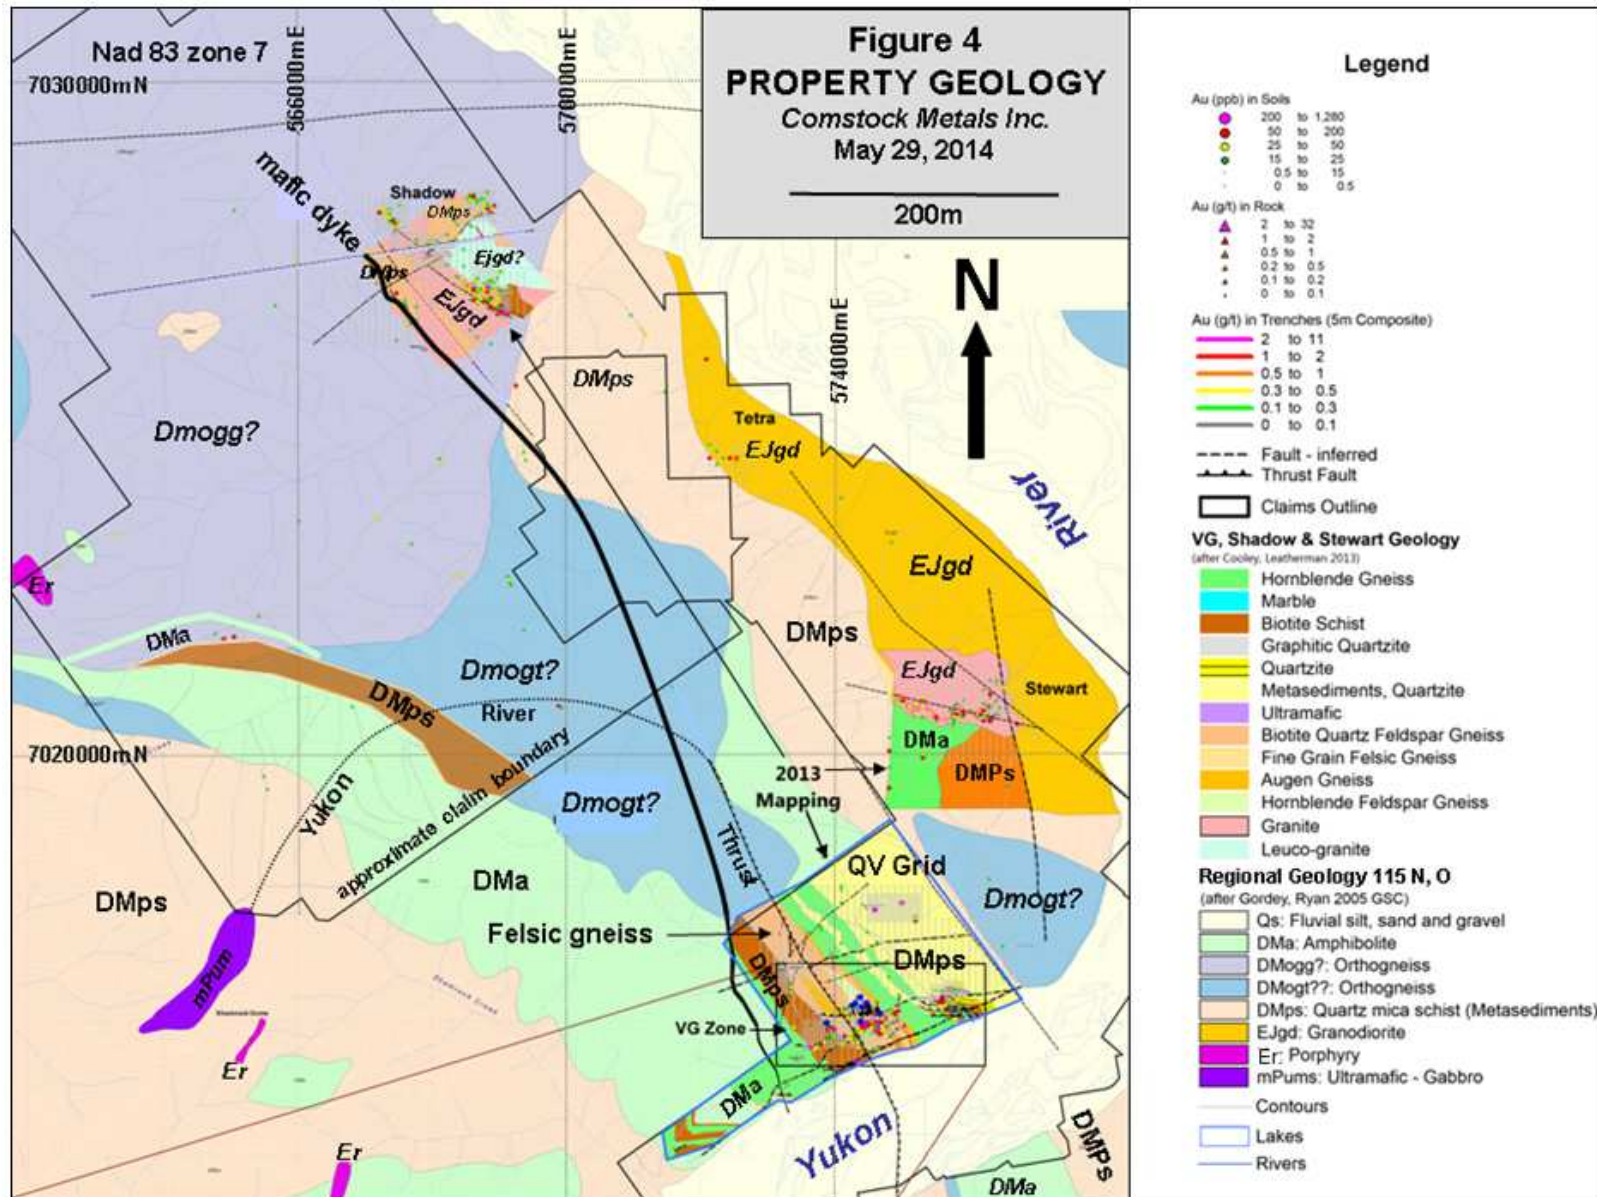 Nad 83 zone 7
7030000mN
566000mE
570000mE
574000mE
7020000mN
Figure 4
PROPERTY GEOLOGY
Comstock Metals Inc.
May 29, 2014
200m
N
mafic dyke
Shadow
DMps
Ejgd?
DMps
EJgd
DMps
Dmogg?
Tetra
EJgd
River
EJgd
Er
DMa
DMps
Dmogt?
River
DMps
EJgd
Stewart
DMa
DMPs
2013
Mapping
Yukon
approximate claim boundary
Dmogt?
Thrust
QV Grid
DMa
DMps
Felsic gneiss
Dmogt?
DMps
DMps
mPum
VG Zone
Er
DMa
Yukon
Er
DMPs
DMa
Legend
Au (ppb) in Soils
200 to 1,280
50 to 200
25 to 50
15 to 25
0.5 to 15
0 to 0.5
Au (g/t) in Rock
2 to 32
1 to 2
0.5 to 1
0.2 to 0.5
0.1 to 0.2
0 to 0.1
Au (g/t) in Trenches (5m Composite)
2 to 11
1 to 2
0.5 to 1
0.3 to 0.5
0.1 to 0.3
0 to 0.1
Fault - inferred
Thrust Fault
Claims Outline
VG, Shadow & Stewart Geology
(after Cooley, Leatherman 2013)
Hornblende Gneiss
Marble
Biotite Schist
Graphitic Quartzite
Quartzite
Metasediments, Quartzite
Ultramafic
Biotite Quartz Feldspar Gneiss
Fine Grain Felsic Gneiss
Augen Gneiss
Hornblende Feldspar Gneiss
Granite
Leuco-granite
Regional Geology 115 N, O
(after Gordey, Ryan 2005 GSC)
Qs: Fluvial silt, sand and gravel
DMa: Amphibolite
DMogg?: Orthogneiss
DMogt??: Orthogneiss
DMps: Quartz mica schist (Metasediments)
EJgd: Granodiorite
Er: Porphyry
mPums: Ultramafic - Gabbro
Contours
Lakes
Rivers